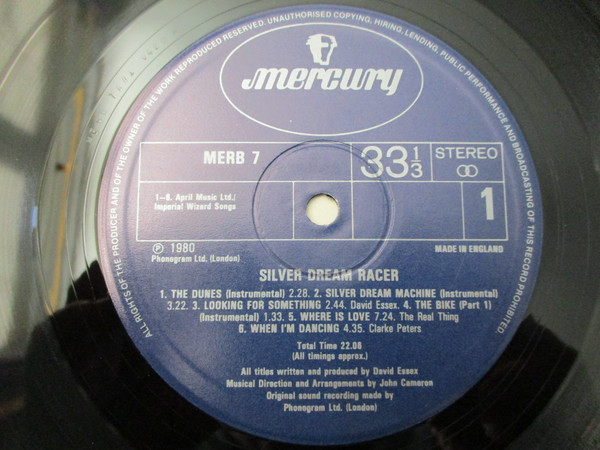 ALL RIGHTS OF THE PRODUCER AND OF THE OWNER OF THE WORK REPRODUCED RESERVED. UNAUTHORISED COPYING, HIRING, LENDING, PUBLIC PERFORMANCE AND BROADCASTING OF THIS RECORD PROHIBITED.
mercury
MERB 7
33 1/3
STEREO
1–6. April Music Ltd./
Imperial Wizard Songs
1
Ⓟ 1980
Phonogram Ltd. (London)
MADE IN ENGLAND
SILVER DREAM RACER
1. THE DUNES (Instrumental) 2.28. 2. SILVER DREAM MACHINE (Instrumental)
3.22. 3. LOOKING FOR SOMETHING 2.44. David Essex. 4. THE BIKE (Part 1)
(Instrumental) 1.33. 5. WHERE IS LOVE 7.24. The Real Thing
6. WHEN I'M DANCING 4.35. Clarke Peters
Total Time 22.06
(All timings approx.)
All titles written and produced by David Essex
Musical Direction and Arrangements by John Cameron
Original sound recording made by
Phonogram Ltd. (London)